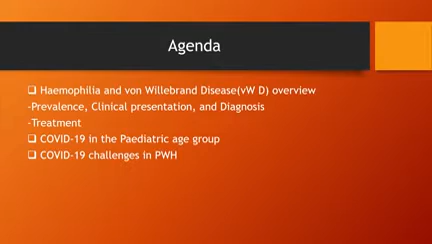 Agenda
❑ Haemophilia and von Willebrand Disease(vW D) overview
-Prevalence, Clinical presentation, and Diagnosis
-Treatment
❑ COVID-19 in the Paediatric age group
❑ COVID-19 challenges in PWH